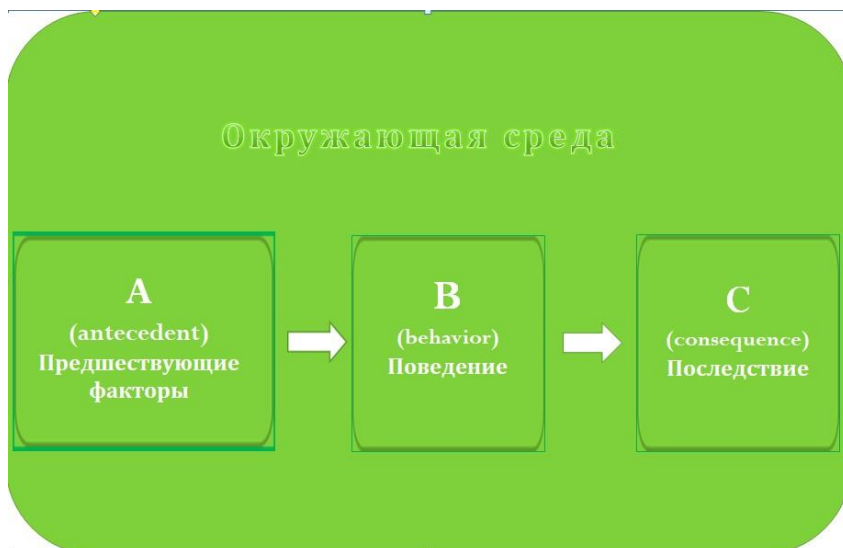 Окружающая среда
A
(antecedent)
Предшествующие
факторы
B
(behavior)
Поведение
C
(consequence)
Последствие